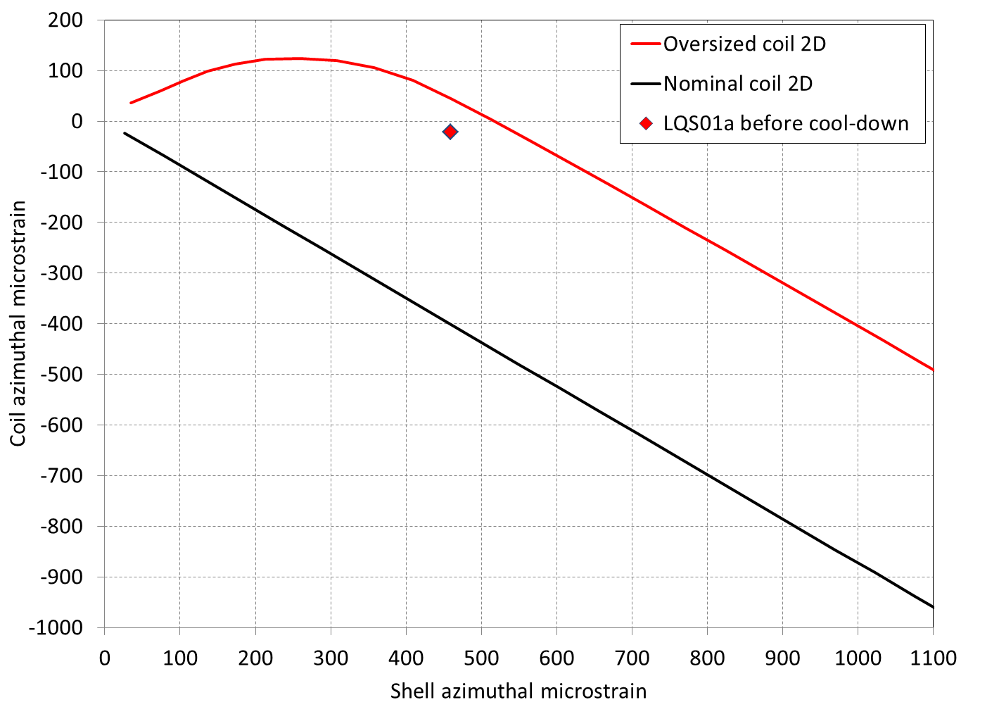 200
100
0
-100
-200
-300
-400
-500
-600
-700
-800
-900
-1000
Coil azimuthal microstrain
Oversized coil 2D
Nominal coil 2D
LQS01a before cool-down
0 100 200 300 400 500 600 700 800 900 1000 1100
Shell azimuthal microstrain